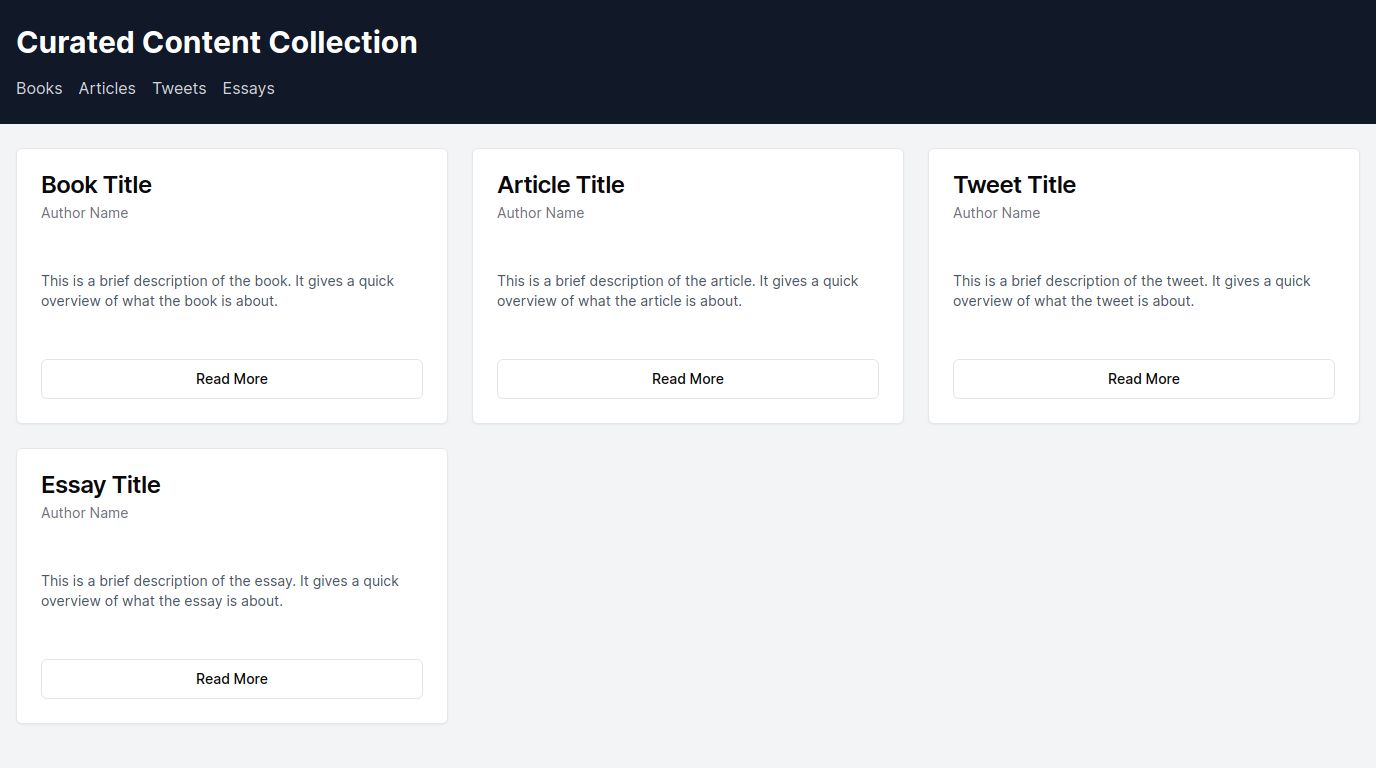 Curated Content Collection
Books Articles Tweets Essays
Book Title
Author Name
This is a brief description of the book. It gives a quick
overview of what the book is about.
Read More
Article Title
Author Name
This is a brief description of the article. It gives a quick
overview of what the article is about.
Read More
Tweet Title
Author Name
This is a brief description of the tweet. It gives a quick
overview of what the tweet is about.
Read More
Essay Title
Author Name
This is a brief description of the essay. It gives a quick
overview of what the essay is about.
Read More